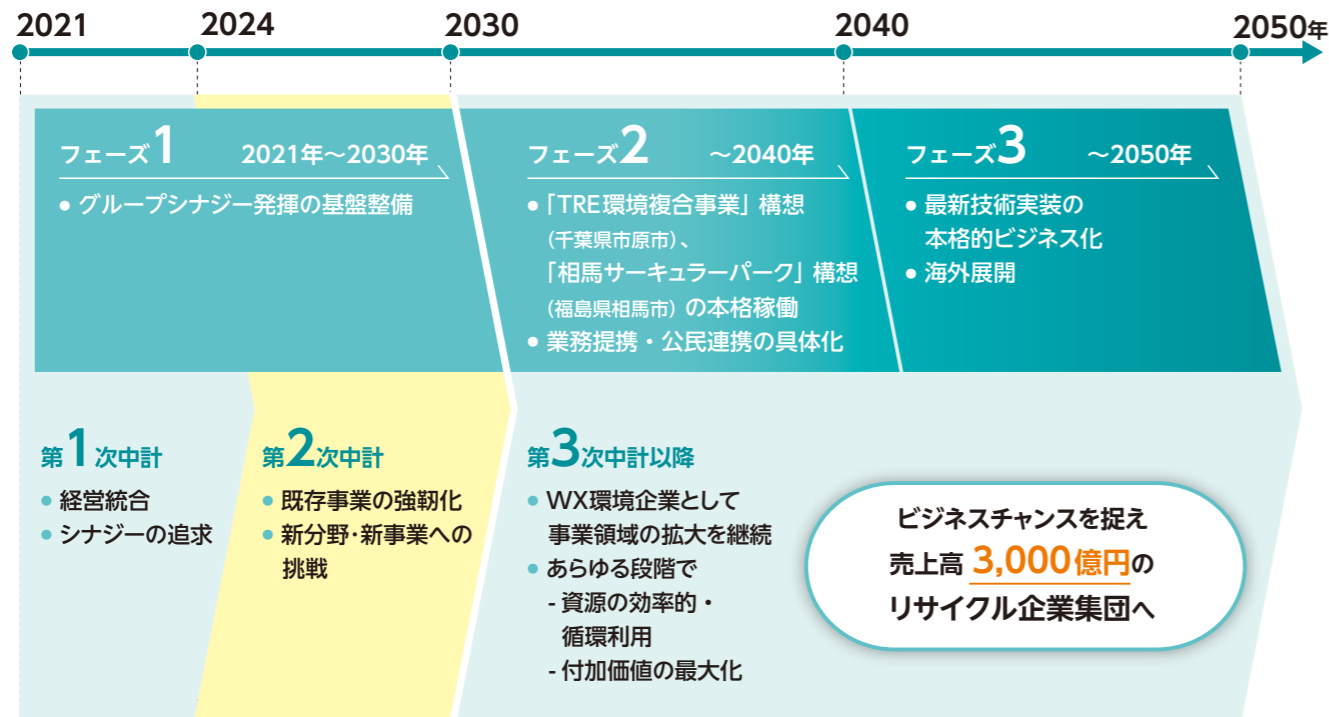 2021
2024
2030
2040
2050年
フェーズ1 2021年～2030年
● グループシナジー発揮の基盤整備
フェーズ2 ～2040年
● 「TRE環境複合事業」構想
(千葉県市原市)、
「相馬サーキュラーパーク」構想
(福島県相馬市)の本格稼働
● 業務提携・公民連携の具体化
フェーズ3 ～2050年
● 最新技術実装の
本格的ビジネス化
● 海外展開
第1次中計
● 経営統合
● シナジーの追求
第2次中計
● 既存事業の強靭化
● 新分野・新事業への
挑戦
第3次中計以降
● WX環境企業として
事業領域の拡大を継続
● あらゆる段階で
- 資源の効率的・
循環利用
- 付加価値の最大化
ビジネスチャンスを捉え
売上高 3,000億円の
リサイクル企業集団へ